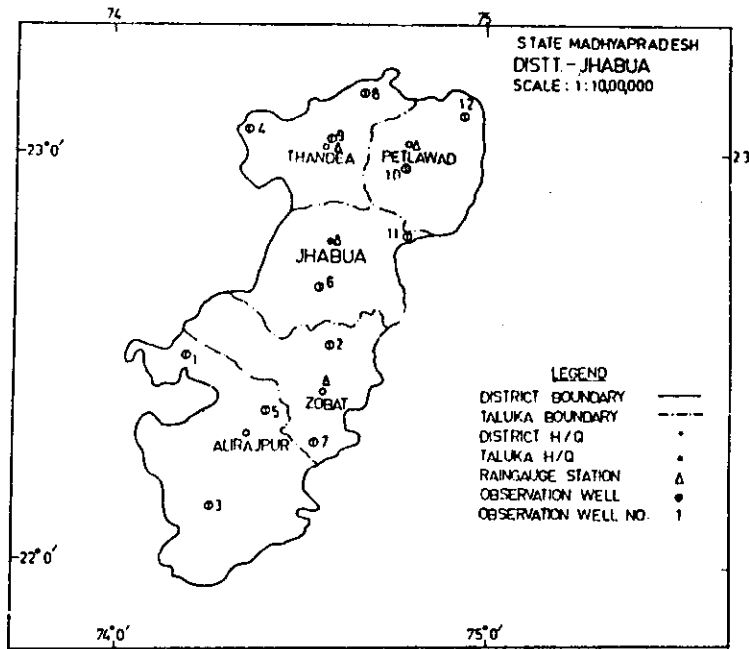 74
75
STATE MADHYAPRADESH
DISTT.-JHABUA
SCALE : 1:10,00,000
8
12
4
9
23°0'
THANDEA
PETLAWAD
23
10
11
JHABUA
6
2
1
ZOBAT
5
ALIRAJPUR
7
3
LEGEND
DISTRICT BOUNDARY
TALUKA BOUNDARY
DISTRICT H/Q
TALUKA H/Q
RAINGAUGE STATION
OBSERVATION WELL
OBSERVATION WELL NO. 1
22°0'
74°0'
75°0'